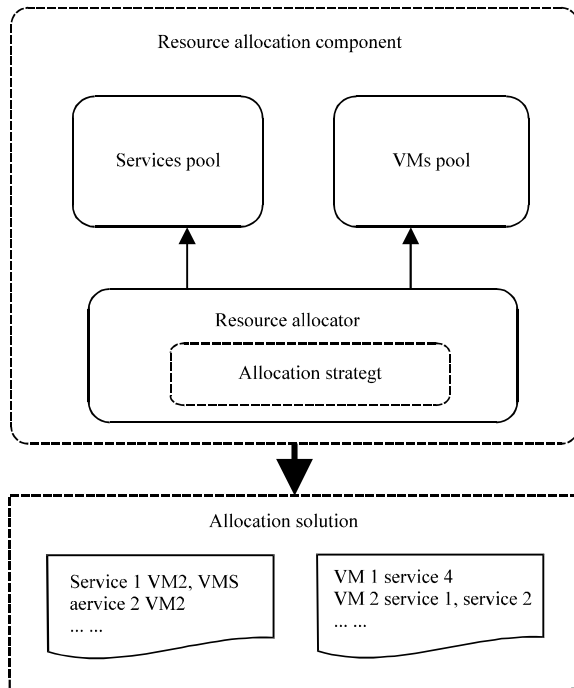 Resource allocation component
Services pool
VMs pool
Resource allocator
Allocation strategt
Allocation solution
Service 1 VM2, VMS
aervice 2 VM2
... ...
VM 1 service 4
VM 2 service 1, service 2
... ...